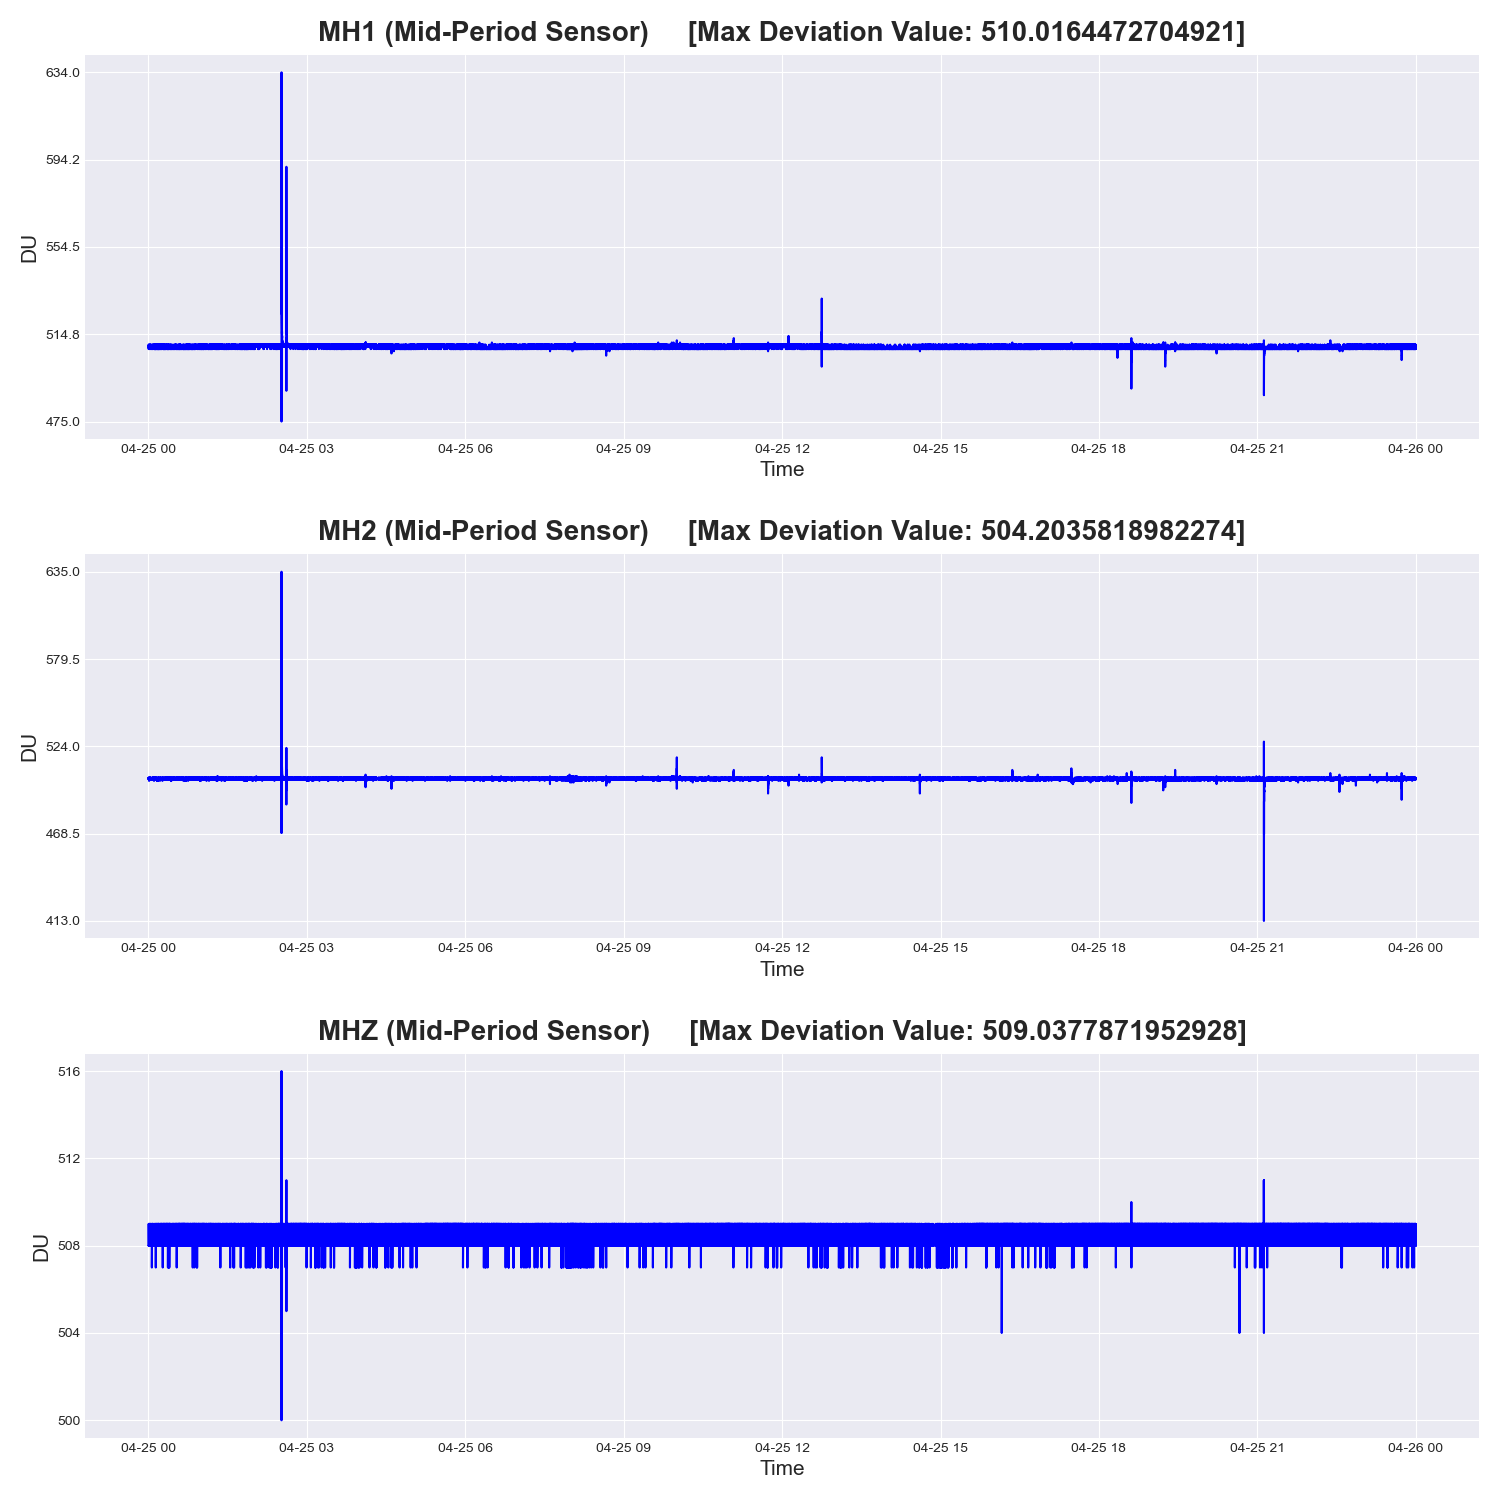 MH1 (Mid-Period Sensor) [Max Deviation Value: 510.0164472704921]
DU
634.0
594.2
554.5
514.8
475.0
04-25 00 04-25 03 04-25 06 04-25 09 04-25 12 04-25 15 04-25 18 04-25 21 04-26 00
Time
MH2 (Mid-Period Sensor) [Max Deviation Value: 504.2035818982274]
DU
635.0
579.5
524.0
468.5
413.0
04-25 00 04-25 03 04-25 06 04-25 09 04-25 12 04-25 15 04-25 18 04-25 21 04-26 00
Time
MHZ (Mid-Period Sensor) [Max Deviation Value: 509.0377871952928]
DU
516
512
508
504
500
04-25 00 04-25 03 04-25 06 04-25 09 04-25 12 04-25 15 04-25 18 04-25 21 04-26 00
Time